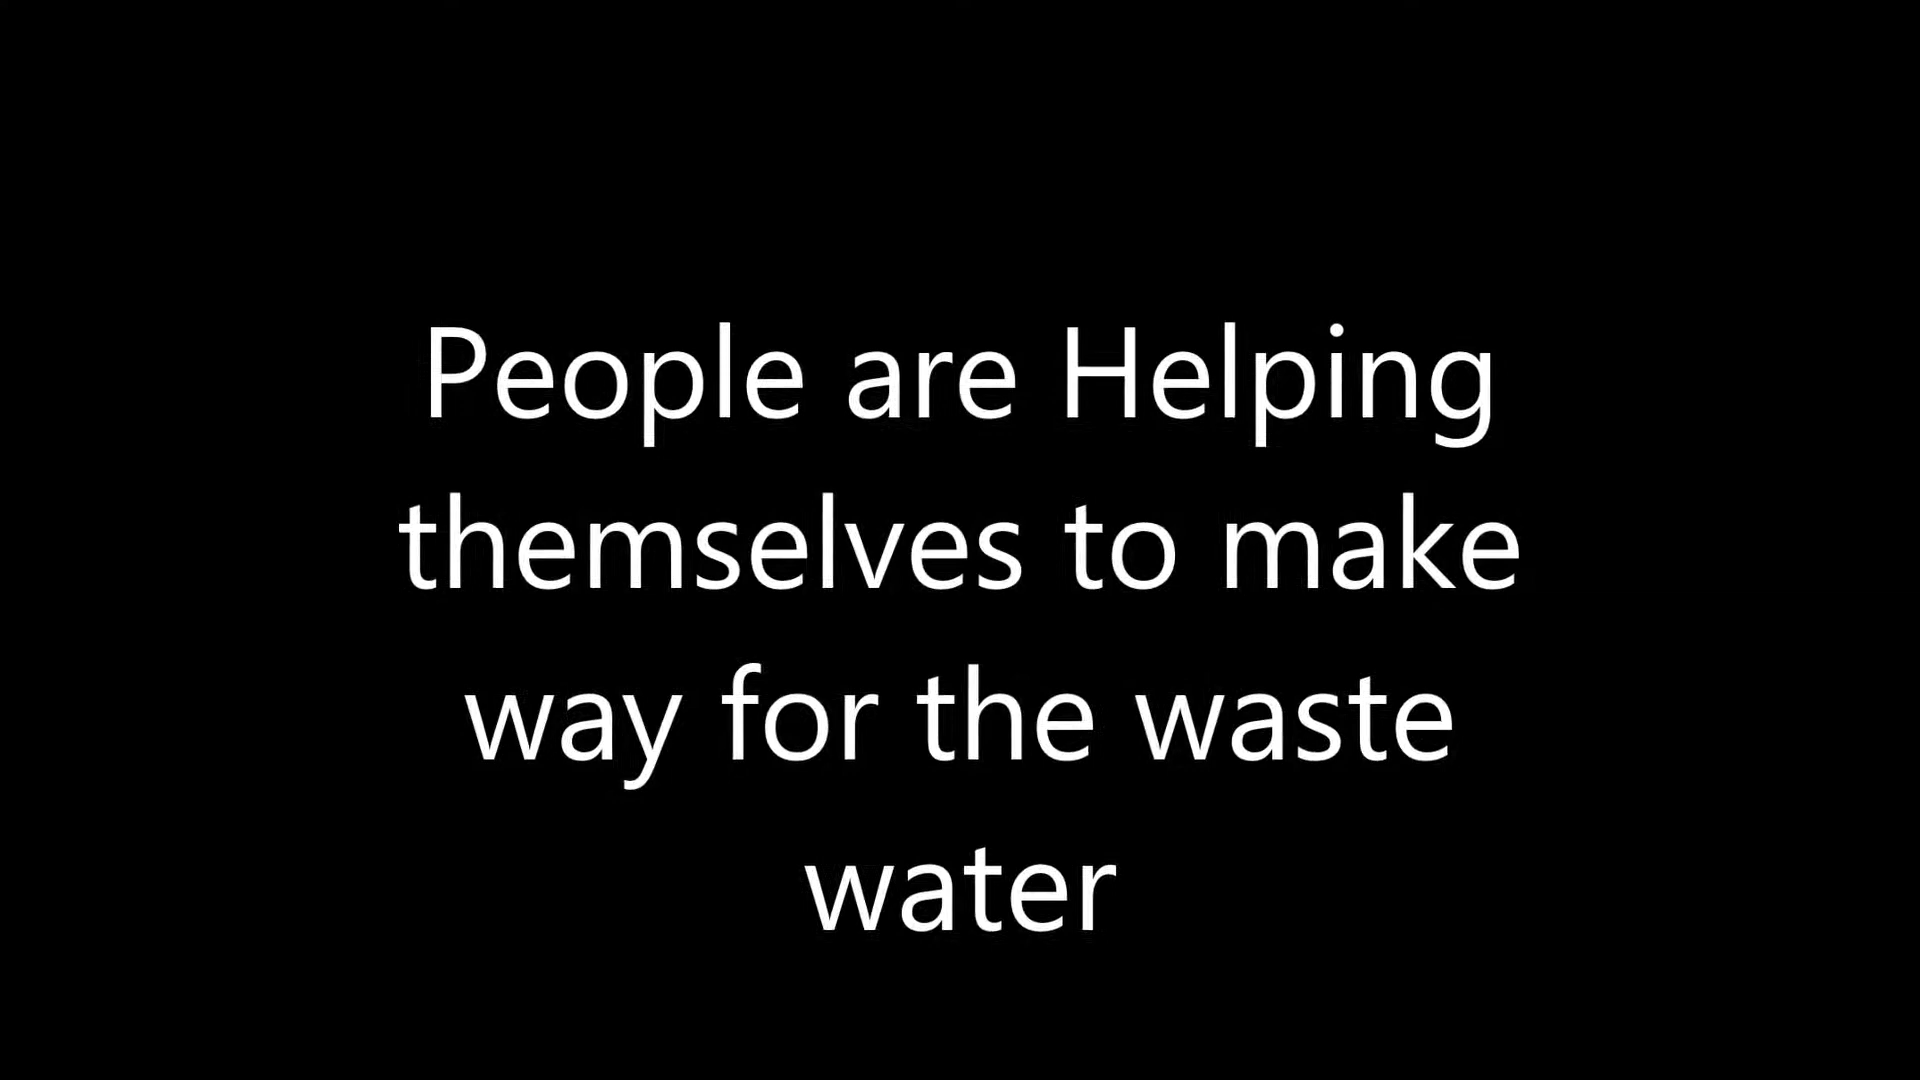 People are Helping
themselves to make
way for the waste
water